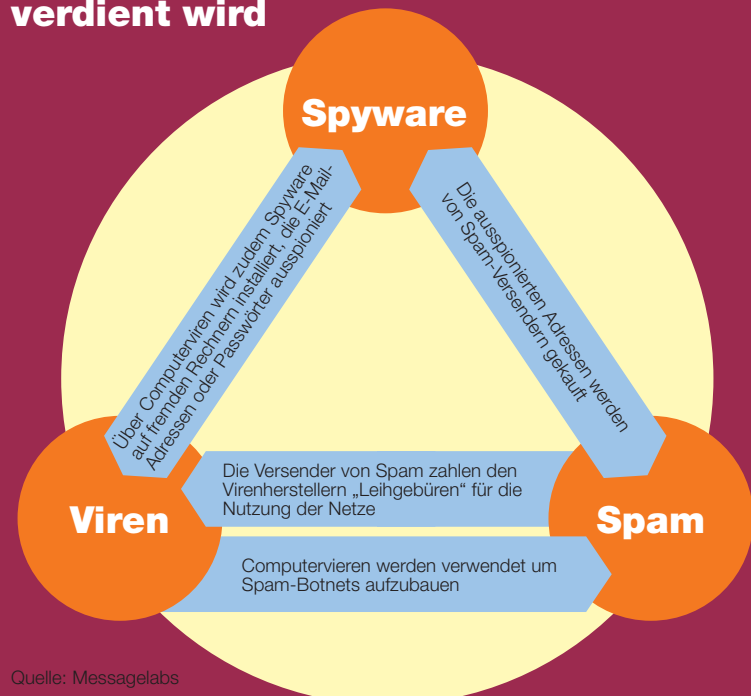 verdient wird
Spyware
Über Computerviren wird zudem Spyware
auf fremden Rechnern installiert, die E-Mail-
Adressen oder Passwörter ausspioniert
Die ausspionierten Adressen werden
von Spam-Versendern gekauft
Die Versender von Spam zahlen den
Virenherstellern „Leihgebüren“ für die
Nutzung der Netze
Viren
Spam
Computervieren werden verwendet um
Spam-Botnets aufzubauen
Quelle: Messagelabs